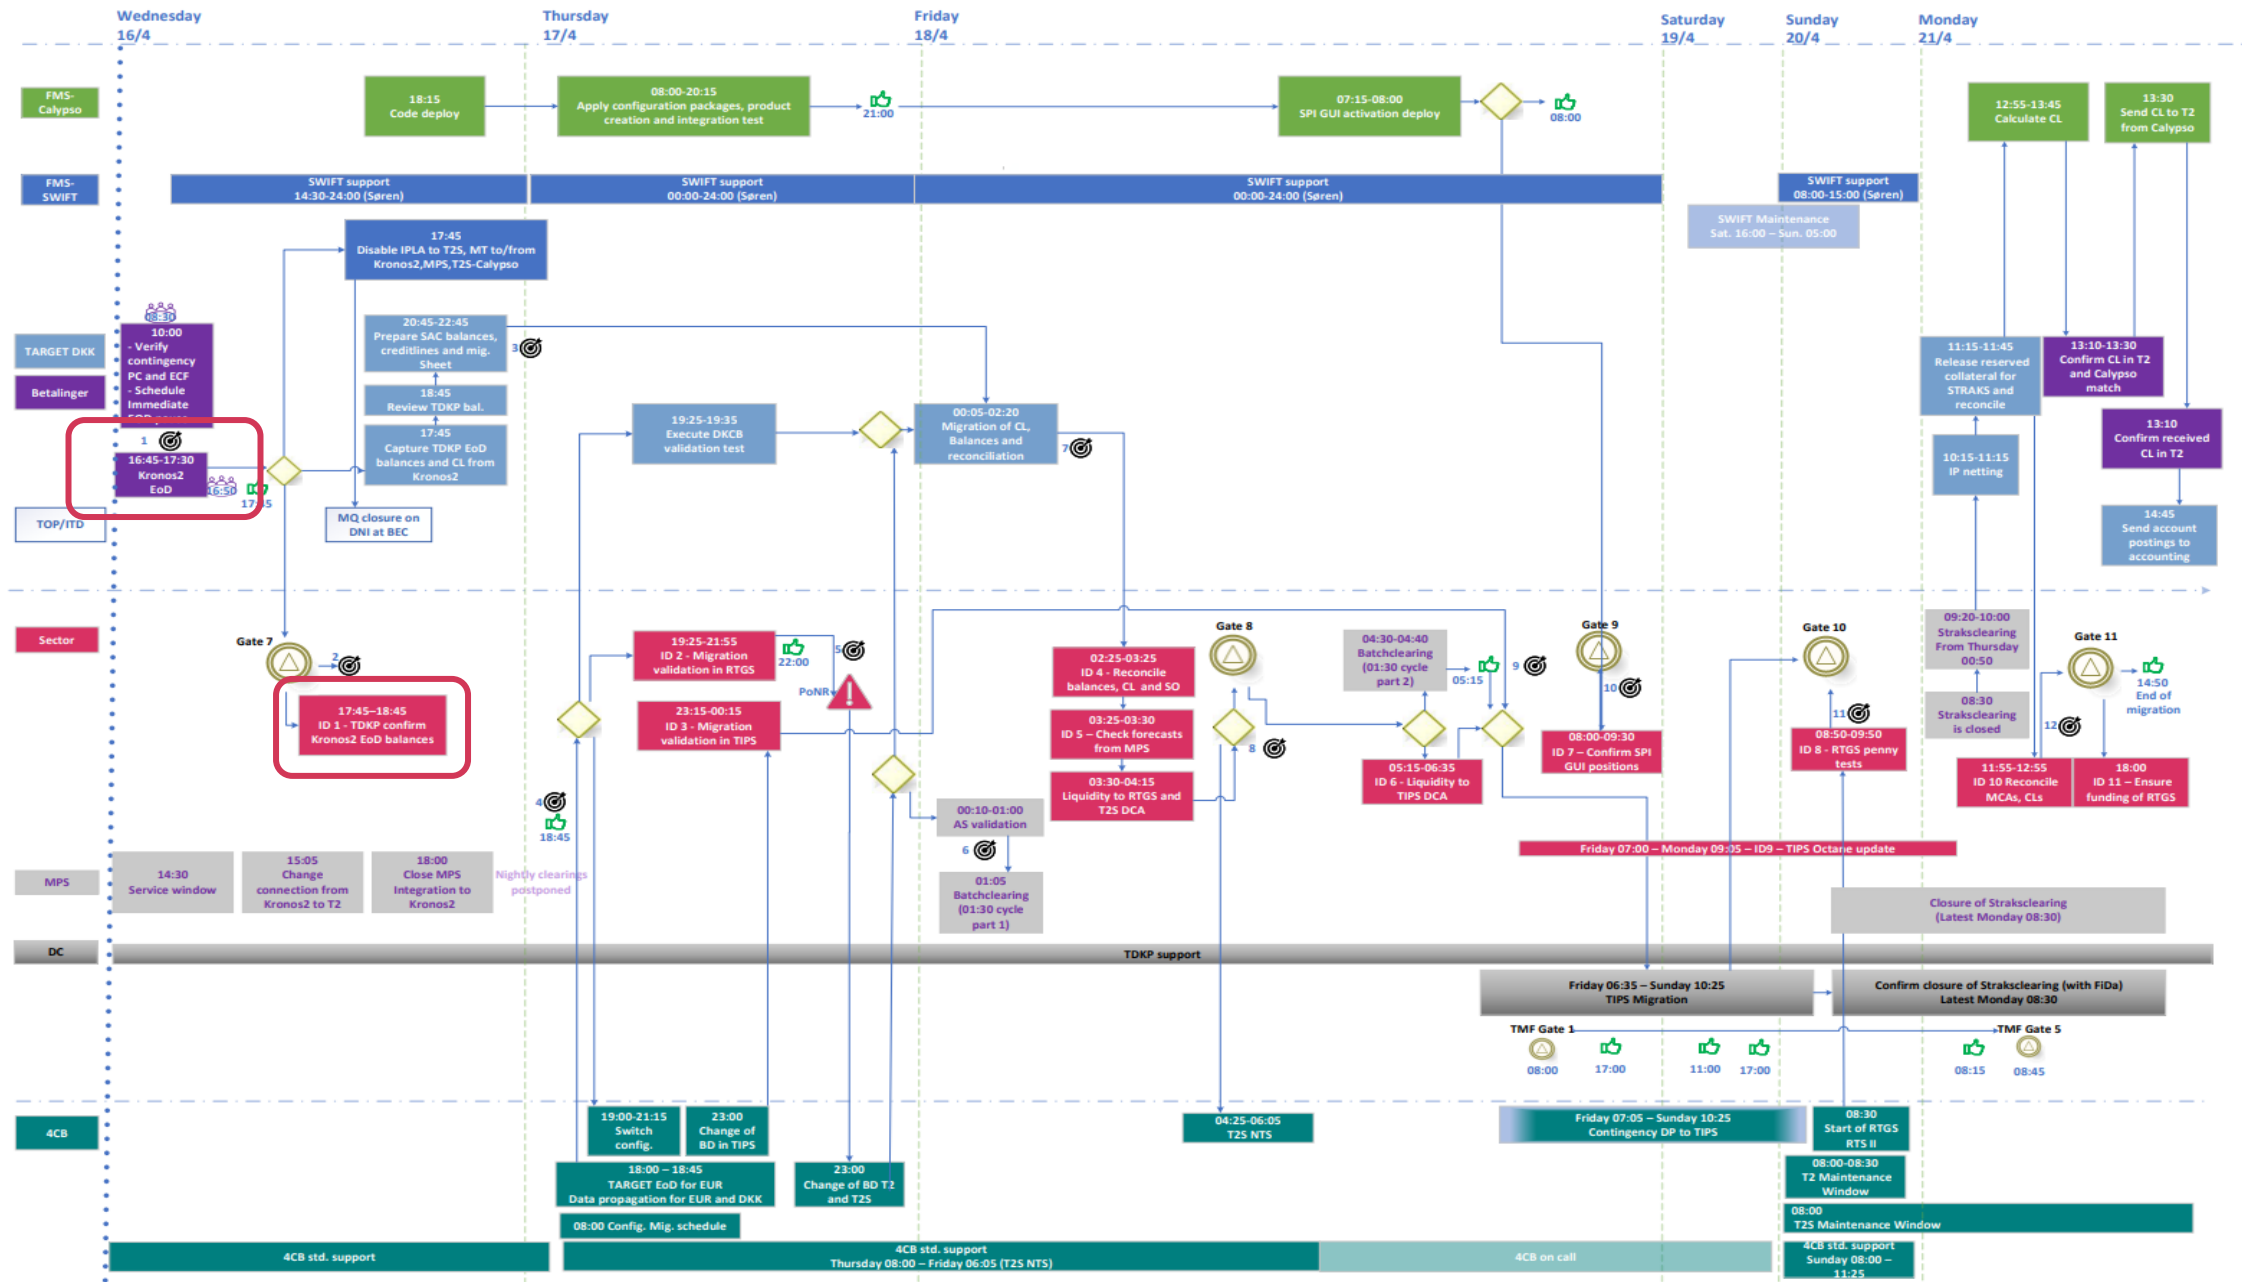 Wednesday
16/4
Thursday
17/4
Friday
18/4
Saturday
19/4
Sunday
20/4
Monday
21/4
FMS-
Calypso
18:15
Code deploy
08:00-20:15
Apply configuration packages, product
creation and integration test
21:00
07:15-08:00
SPI GUI activation deploy
08:00
12:55-13:45
Calculate CL
13:30
Send CL to T2
from Calypso
FMS-
SWIFT
SWIFT support
14:30-24:00 (Søren)
SWIFT support
00:00-24:00 (Søren)
SWIFT support
00:00-24:00 (Søren)
SWIFT support
08:00-15:00 (Søren)
SWIFT Maintenance
Sat. 16:00 – Sun. 05:00
17:45
Disable IPLA to T2S, MT to/from
Kronos2,MPS,T2S-Calypso
TARGET DKK
Betalinger
TOP/ITD
08:30
10:00
- Verify
contingency
PC and ECF
- Schedule
Immediate
1
16:45-17:30
Kronos2
EoD
16:50
17:45
20:45-22:45
Prepare SAC balances,
creditlines and mig.
Sheet
3
18:45
Review TDKP bal.
17:45
Capture TDKP EoD
balances and CL from
Kronos2
MQ closure on
DNI at BEC
19:25-19:35
Execute DKCB
validation test
00:05-02:20
Migration of CL,
Balances and
reconciliation
7
11:15-11:45
Release reserved
collateral for
STRAKS and
reconcile
13:10-13:30
Confirm CL in T2
and Calypso
match
10:15-11:15
IP netting
13:10
Confirm received
CL in T2
14:45
Send account
postings to
accounting
Sector
Gate 7
2
17:45–18:45
ID 1 - TDKP confirm
Kronos2 EoD balances
19:25-21:55
ID 2 - Migration
validation in RTGS
22:00
5
PoNR
23:15-00:15
ID 3 - Migration
validation in TIPS
4
18:45
02:25-03:25
ID 4 - Reconcile
balances, CL and SO
03:25-03:30
ID 5 – Check forecasts
from MPS
03:30-04:15
Liquidity to RTGS and
T2S DCA
Gate 8
8
04:30-04:40
Batchclearing
(01:30 cycle
part 2)
05:15
9
05:15-06:35
ID 6 - Liquidity to
TIPS DCA
Gate 9
10
08:00-09:30
ID 7 – Confirm SPI
GUI positions
Gate 10
11
08:50-09:50
ID 8 - RTGS penny
tests
09:20-10:00
Straksclearing
From Thursday
00:50
08:30
Straksclearing
is closed
Gate 11
12
14:50
End of
migration
11:55-12:55
ID 10 Reconcile
MCAs, CLs
18:00
ID 11 – Ensure
funding of RTGS
00:10-01:00
AS validation
6
01:05
Batchclearing
(01:30 cycle
part 1)
Friday 07:00 – Monday 09:05 – ID9 – TIPS Octane update
MPS
14:30
Service window
15:05
Change
connection from
Kronos2 to T2
18:00
Close MPS
Integration to
Kronos2
Nightly clearings
postponed
Closure of Straksclearing
(Latest Monday 08:30)
DC
TDKP support
Friday 06:35 – Sunday 10:25
TIPS Migration
Confirm closure of Straksclearing (with FiDa)
Latest Monday 08:30
TMF Gate 1
08:00
17:00
11:00
17:00
08:15
TMF Gate 5
08:45
4CB
19:00-21:15
Switch
config.
23:00
Change of
BD in TIPS
18:00 – 18:45
TARGET EoD for EUR
Data propagation for EUR and DKK
23:00
Change of BD T2
and T2S
08:00 Config. Mig. schedule
04:25-06:05
T2S NTS
Friday 07:05 – Sunday 10:25
Contingency DP to TIPS
08:30
Start of RTGS
RTS II
08:00-08:30
T2 Maintenance
Window
08:00
T2S Maintenance Window
4CB std. support
4CB std. support
Thursday 08:00 – Friday 06:05 (T2S NTS)
4CB on call
4CB std. support
Sunday 08:00 –
11:25